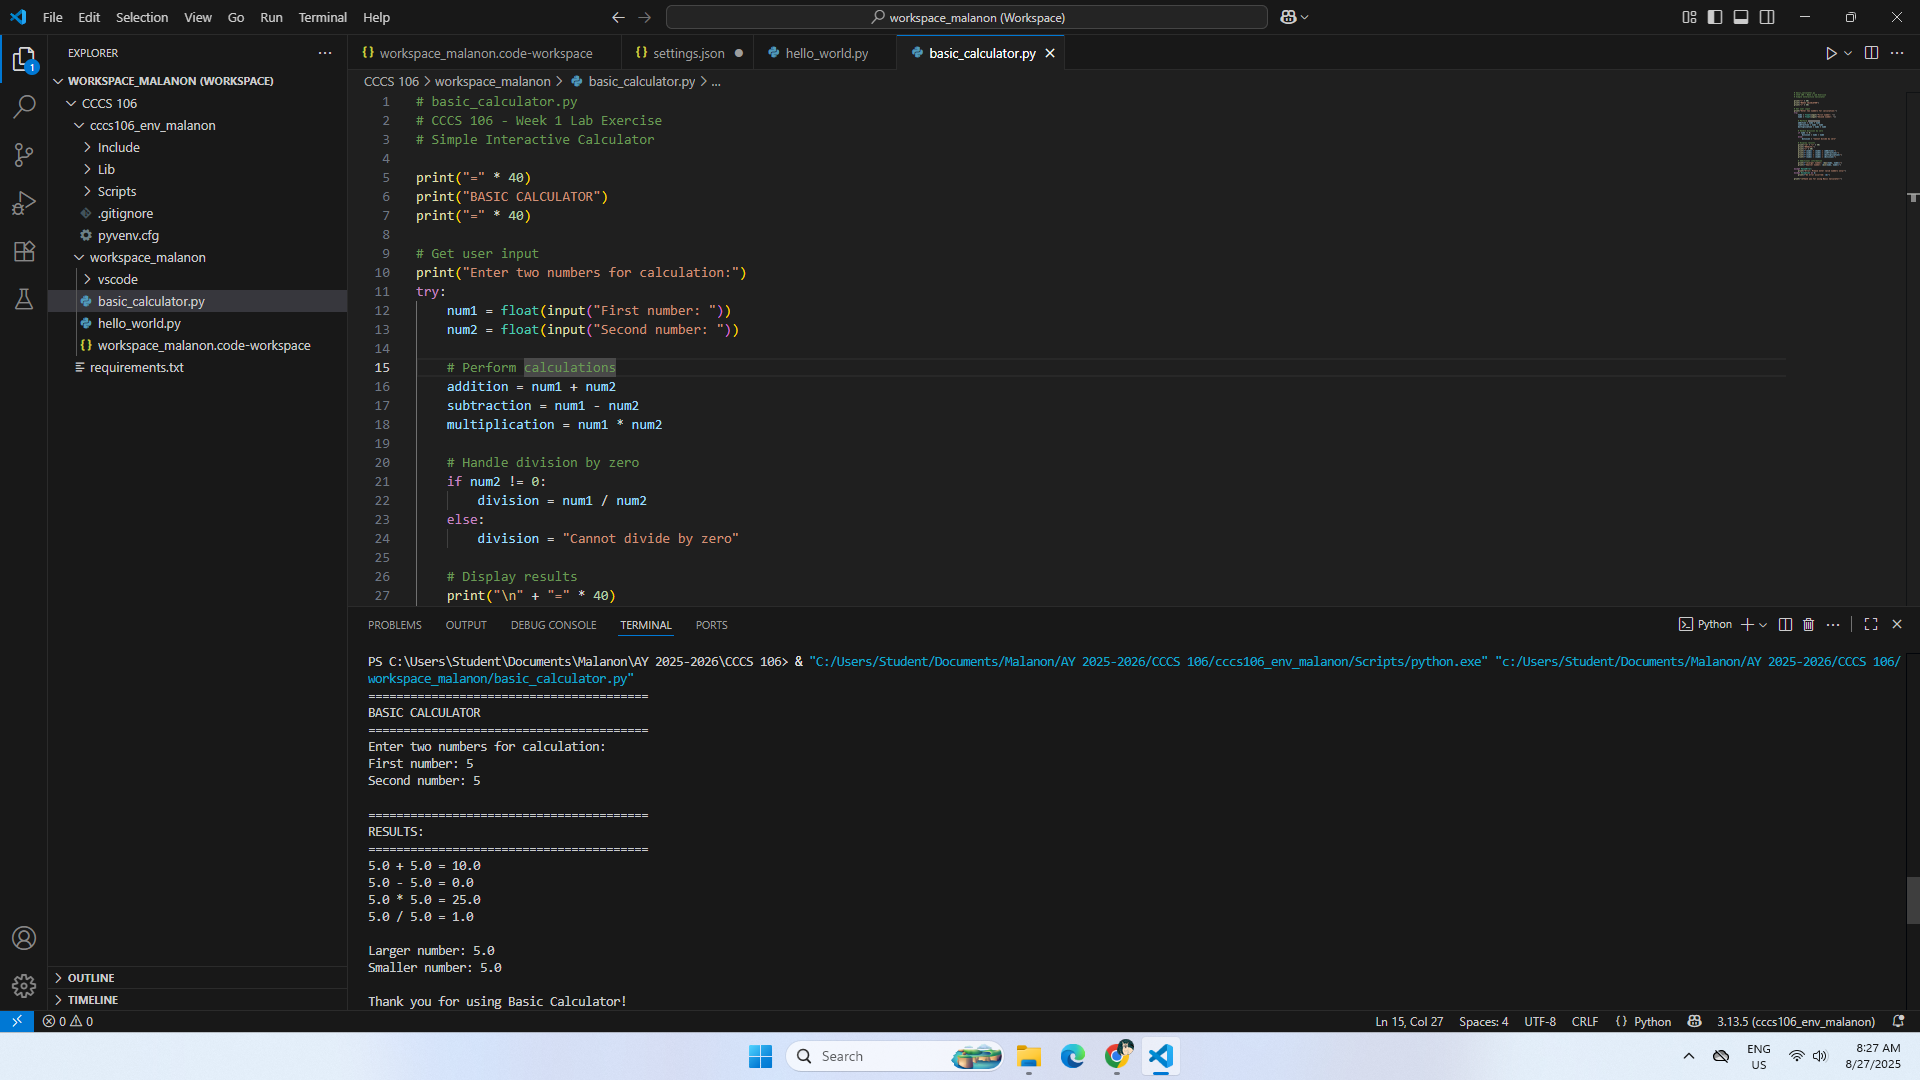 File Edit Selection View Go Run Terminal Help
workspace_malanon (Workspace)
EXPLORER
WORKSPACE_MALANON (WORKSPACE)
CCCS 106
cccs106_env_malanon
Include
Lib
Scripts
.gitignore
pyvenv.cfg
workspace_malanon
vscode
basic_calculator.py
hello_world.py
{} workspace_malanon.code-workspace
requirements.txt
OUTLINE
TIMELINE
1
{} workspace_malanon.code-workspace {} settings.json hello_world.py basic_calculator.py
CCCS 106 > workspace_malanon > basic_calculator.py > ...
1 # basic_calculator.py
2 # CCCS 106 - Week 1 Lab Exercise
3 # Simple Interactive Calculator
4
5 print("=" * 40)
6 print("BASIC CALCULATOR")
7 print("=" * 40)
8
9 # Get user input
10 print("Enter two numbers for calculation:")
11 try:
12 num1 = float(input("First number: "))
13 num2 = float(input("Second number: "))
14
15 # Perform calculations
16 addition = num1 + num2
17 subtraction = num1 - num2
18 multiplication = num1 * num2
19
20 # Handle division by zero
21 if num2 != 0:
22 division = num1 / num2
23 else:
24 division = "Cannot divide by zero"
25
26 # Display results
27 print("\n" + "=" * 40)
PROBLEMS OUTPUT DEBUG CONSOLE TERMINAL PORTS
Python
PS C:\Users\Student\Documents\Malanon\AY 2025-2026\CCCS 106> & "C:/Users/Student/Documents/Malanon/AY 2025-2026/CCCS 106/cccs106_env_malanon/Scripts/python.exe" "c:/Users/Student/Documents/Malanon/AY 2025-2026/CCCS 106/
workspace_malanon/basic_calculator.py"
========================================
BASIC CALCULATOR
========================================
Enter two numbers for calculation:
First number: 5
Second number: 5
========================================
RESULTS:
========================================
5.0 + 5.0 = 10.0
5.0 - 5.0 = 0.0
5.0 * 5.0 = 25.0
5.0 / 5.0 = 1.0
Larger number: 5.0
Smaller number: 5.0
Thank you for using Basic Calculator!
0 0
Ln 15, Col 27 Spaces: 4 UTF-8 CRLF {} Python 3.13.5 (cccs106_env_malanon)
Search
ENG
US
8:27 AM
8/27/2025